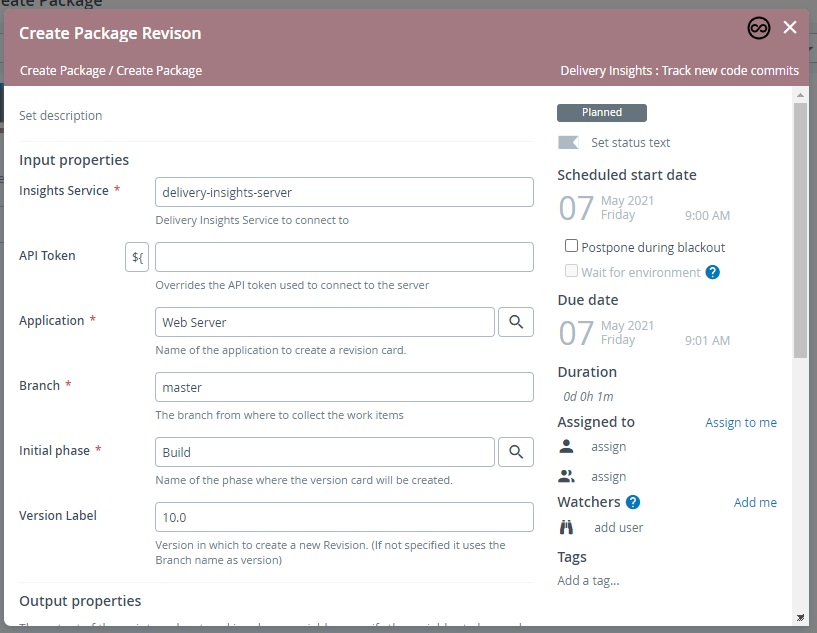 eate Package
Create Package Revison
Create Package / Create Package
Delivery Insights : Track new code commits
Set description
Input properties
Insights Service *
delivery-insights-server
Delivery Insights Service to connect to
API Token
${
Overrides the API token used to connect to the server
Application *
Web Server
Name of the application to create a revision card.
Branch *
master
The branch from where to collect the work items
Initial phase *
Build
Name of the phase where the version card will be created.
Version Label
10.0
Version in which to create a new Revision. (If not specified it uses the
Branch name as version)
Output properties
Planned
Set status text
Scheduled start date
07 May 2021
Friday
9:00 AM
Postpone during blackout
Wait for environment ?
Due date
07 May 2021
Friday
9:01 AM
Duration
0d 0h 1m
Assigned to
Assign to me
assign
assign
Watchers ?
Add me
add user
Tags
Add a tag...